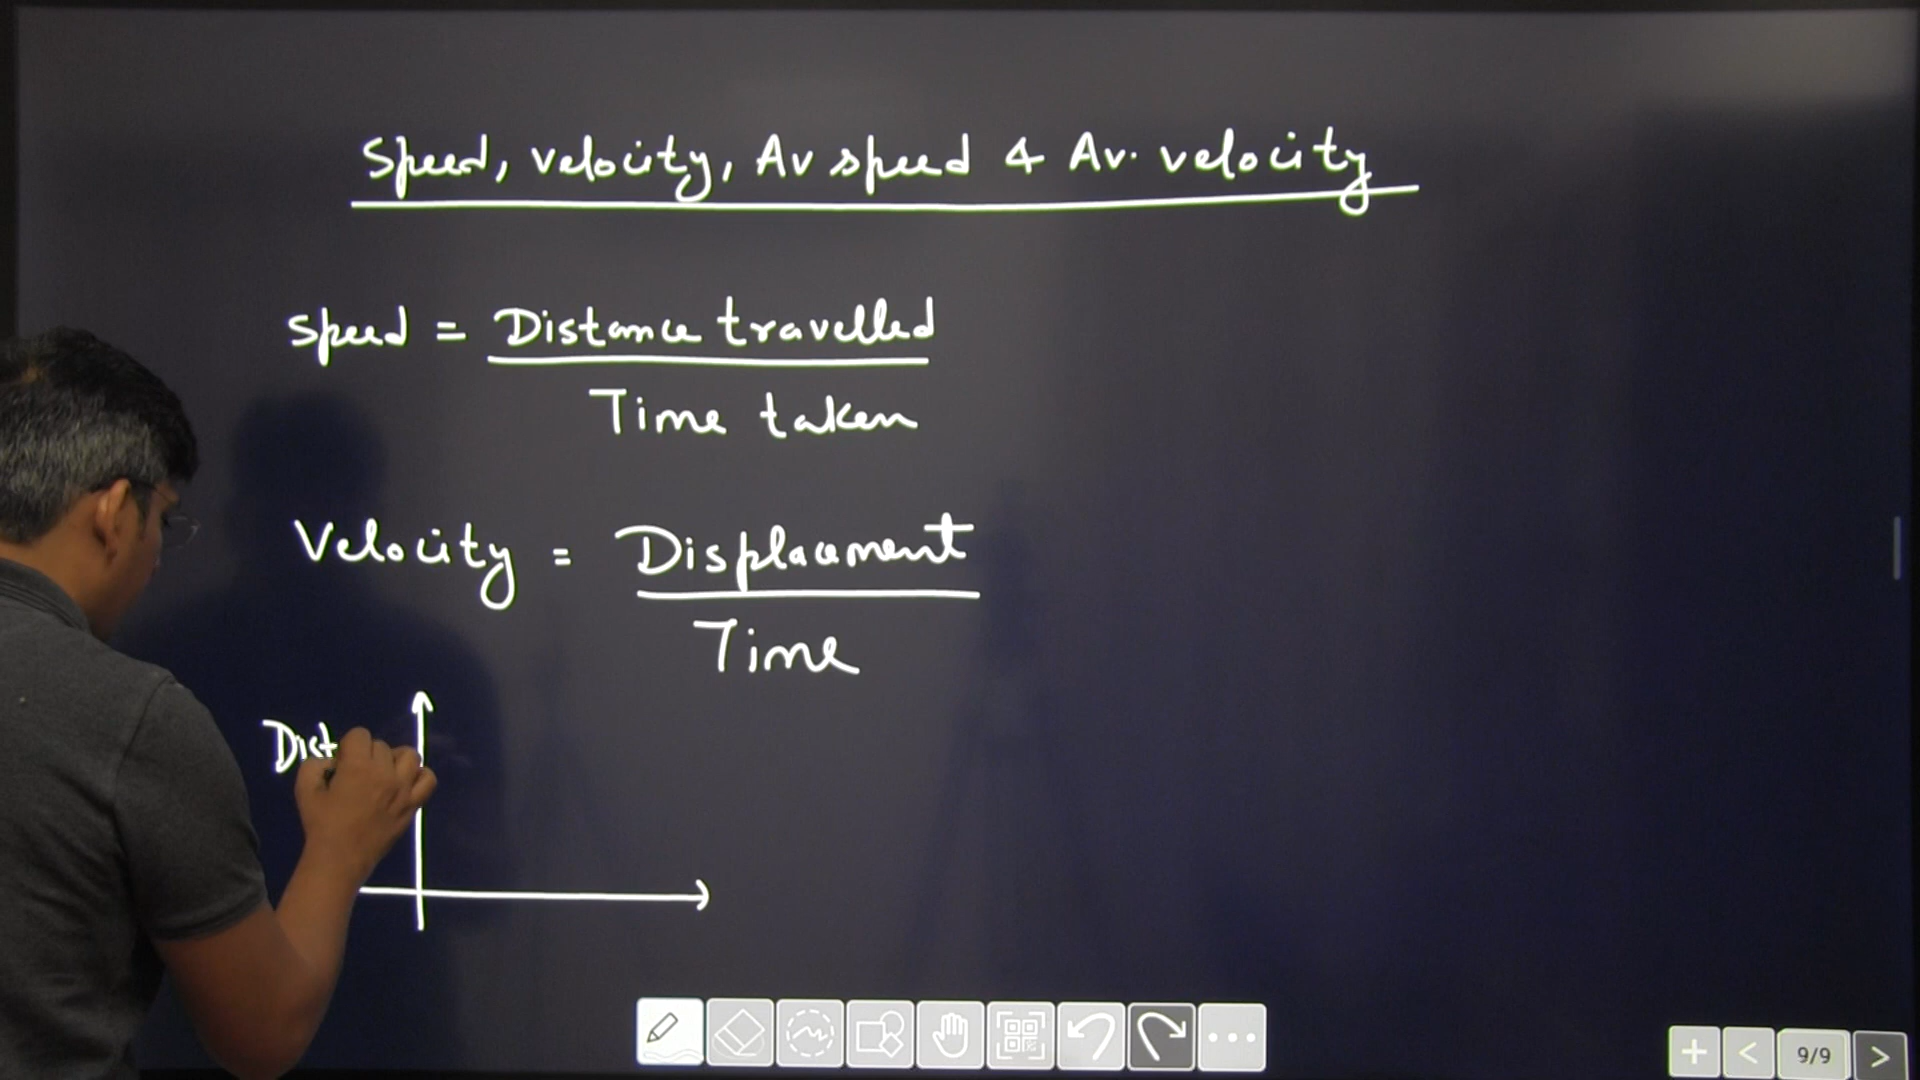 Speed, velocity, Av speed & Av. velocity
Speed = Distance travelled
Time taken
Velocity = Displacement
Time
Dist
9/9